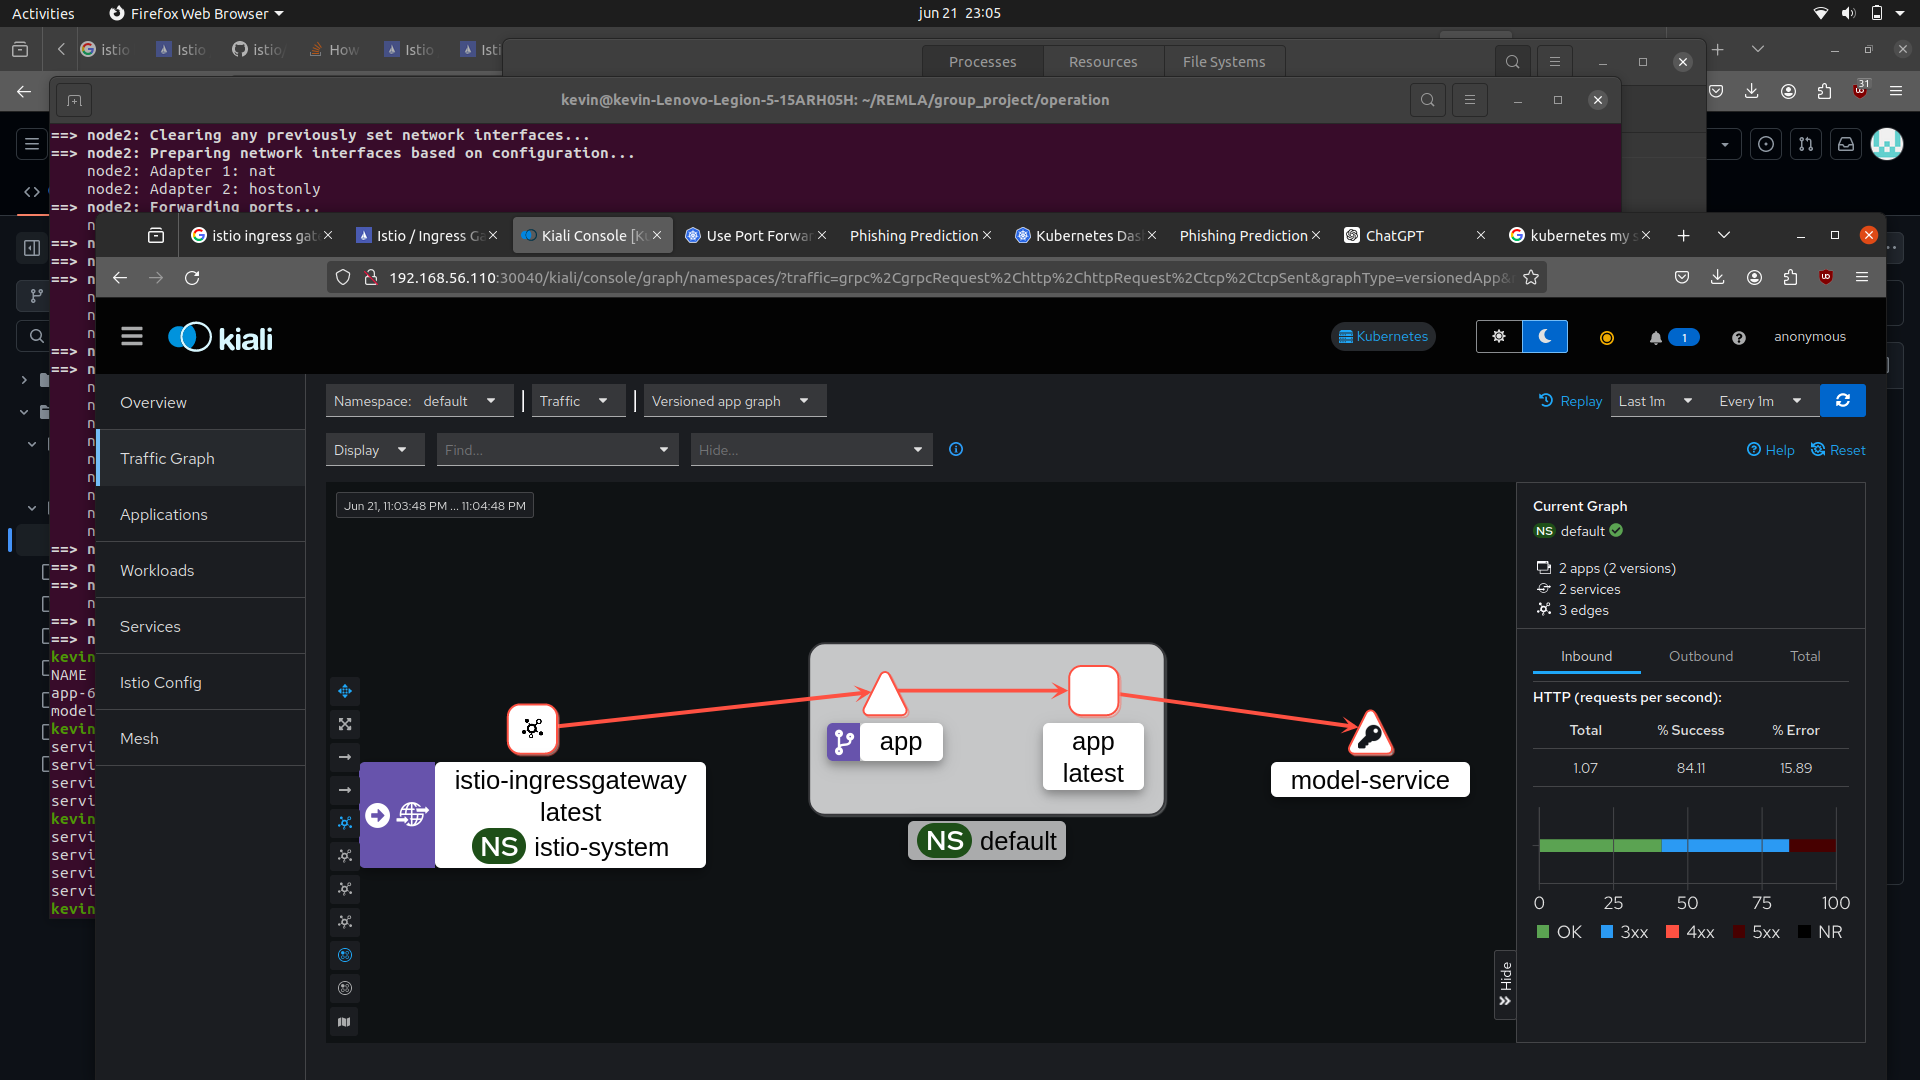 Activities
Firefox Web Browser
jun 21 23:05
istio
Istio
istio/
How
Istio
Isti
Processes
Resources
File Systems
kevin@kevin-Lenovo-Legion-5-15ARH05H: ~/REMLA/group_project/operation
31
==> node2: Clearing any previously set network interfaces...
==> node2: Preparing network interfaces based on configuration...
node2: Adapter 1: nat
node2: Adapter 2: hostonly
==> node2: Forwarding ports...
istio ingress gat
Istio / Ingress Ga
Kiali Console [Ku
Use Port Forwar
Phishing Prediction
Kubernetes Das
Phishing Prediction
ChatGPT
kubernetes my s
192.168.56.110:30040/kiali/console/graph/namespaces/?traffic=grpc%2CgrpcRequest%2Chttp%2ChttpRequest%2Ctcp%2CtcpSent&graphType=versionedApp&
kiali
Kubernetes
1
anonymous
Overview
Traffic Graph
Applications
Workloads
Services
Istio Config
Mesh
Namespace: default
Traffic
Versioned app graph
Replay
Last 1m
Every 1m
Display
Find...
Hide...
Help
Reset
Jun 21, 11:03:48 PM ... 11:04:48 PM
istio-ingressgateway
latest
NS istio-system
app
app
latest
NS default
model-service
Hide
Current Graph
NS default
2 apps (2 versions)
2 services
3 edges
Inbound
Outbound
Total
HTTP (requests per second):
Total % Success % Error
1.07 84.11 15.89
0 25 50 75 100
OK 3xx 4xx 5xx NR
==> n
==> n
==> n
==> n
==> n
==> n
==> n
==> n
==> n
==> n
kevin
NAME
app-6
model
kevin
servi
servi
servi
servi
kevin
servi
servi
servi
servi
kevin